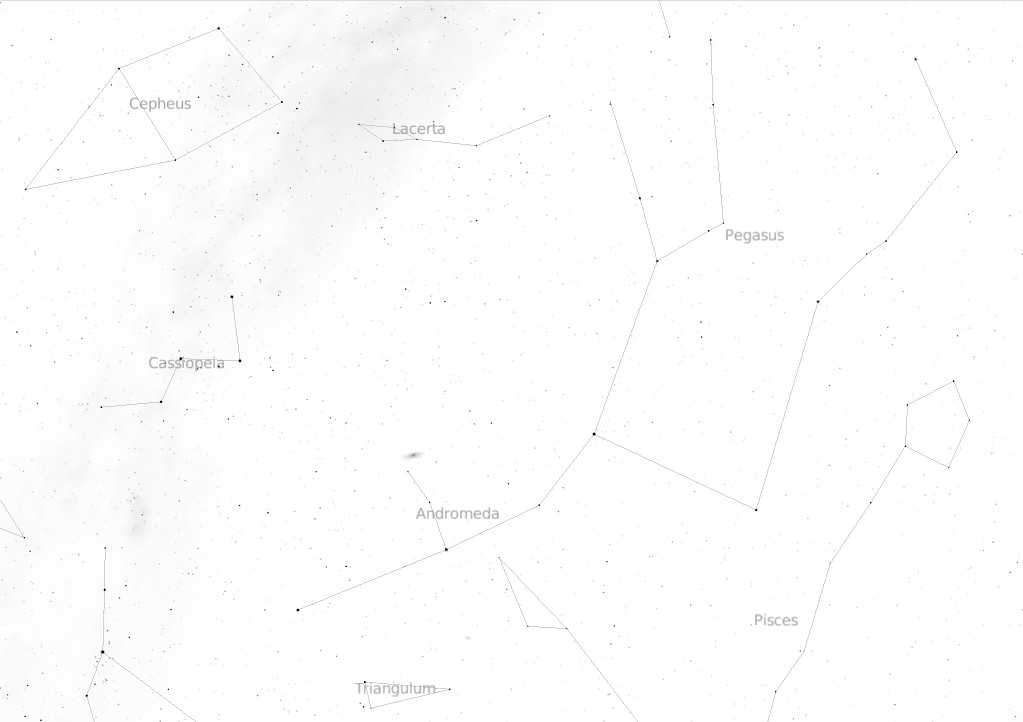 Cepheus
Lacerta
Pegasus
Cassiopeia
Andromeda
Pisces
Triangulum